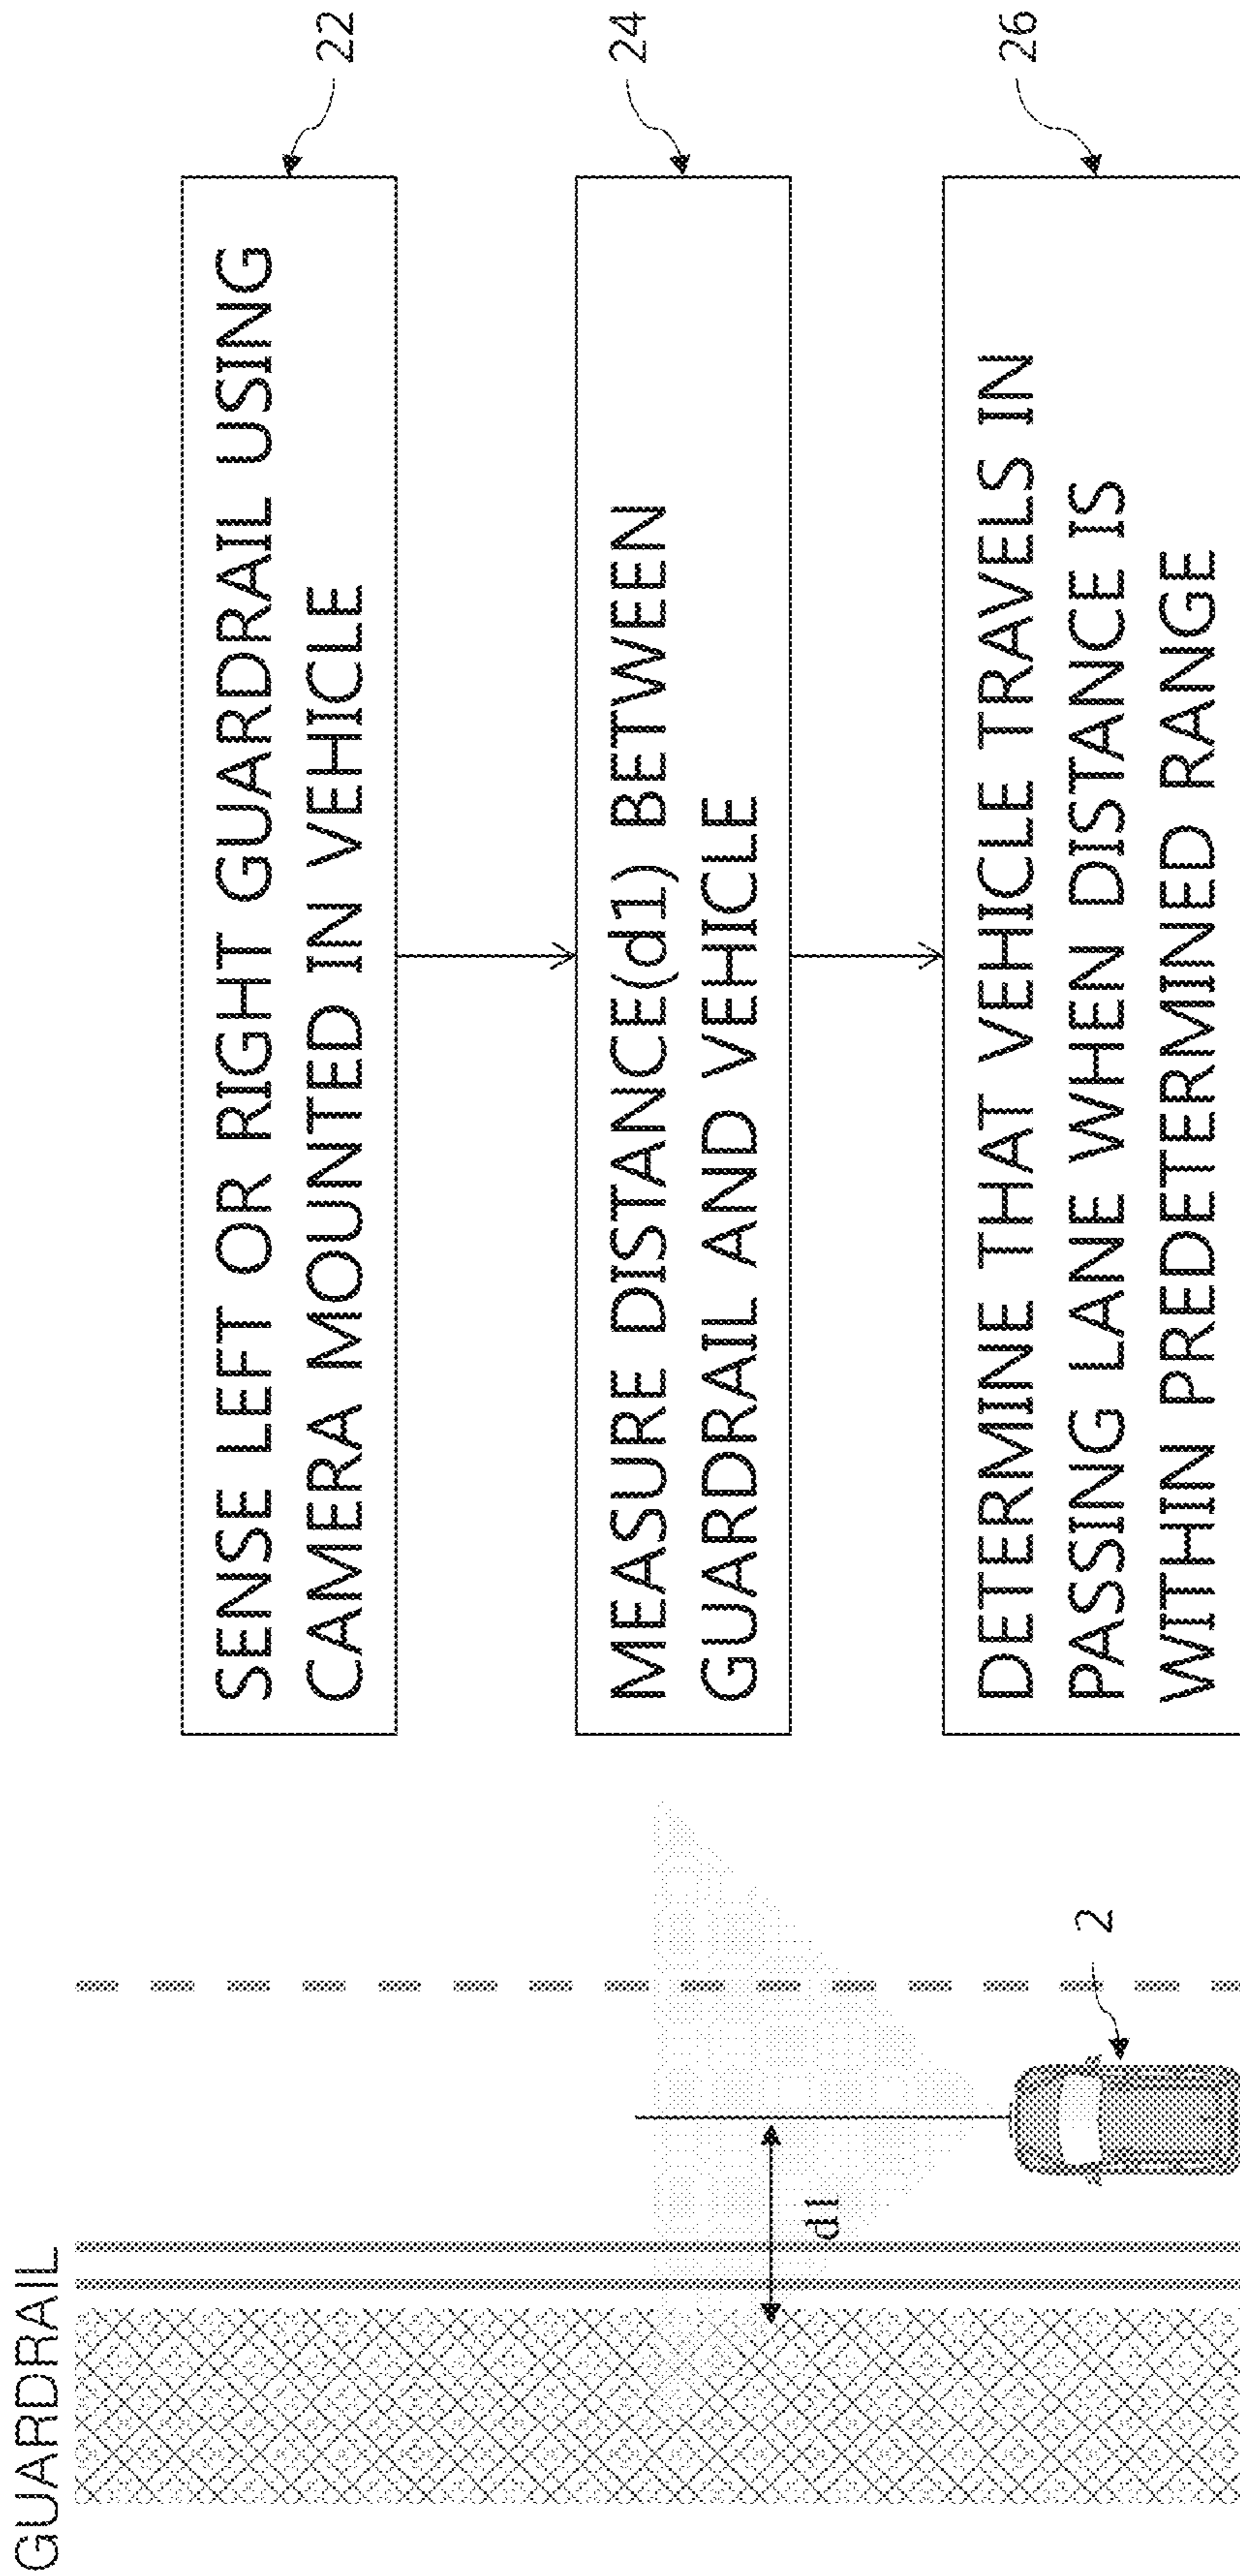 GUARDRAIL
d1
2
SENSE LEFT OR RIGHT GUARDRAIL USING
CAMERA MOUNTED IN VEHICLE
22
MEASURE DISTANCE(d1) BETWEEN
GUARDRAIL AND VEHICLE
24
DETERMINE THAT VEHICLE TRAVELS IN
PASSING LANE WHEN DISTANCE IS
WITHIN PREDETERMINED RANGE
26